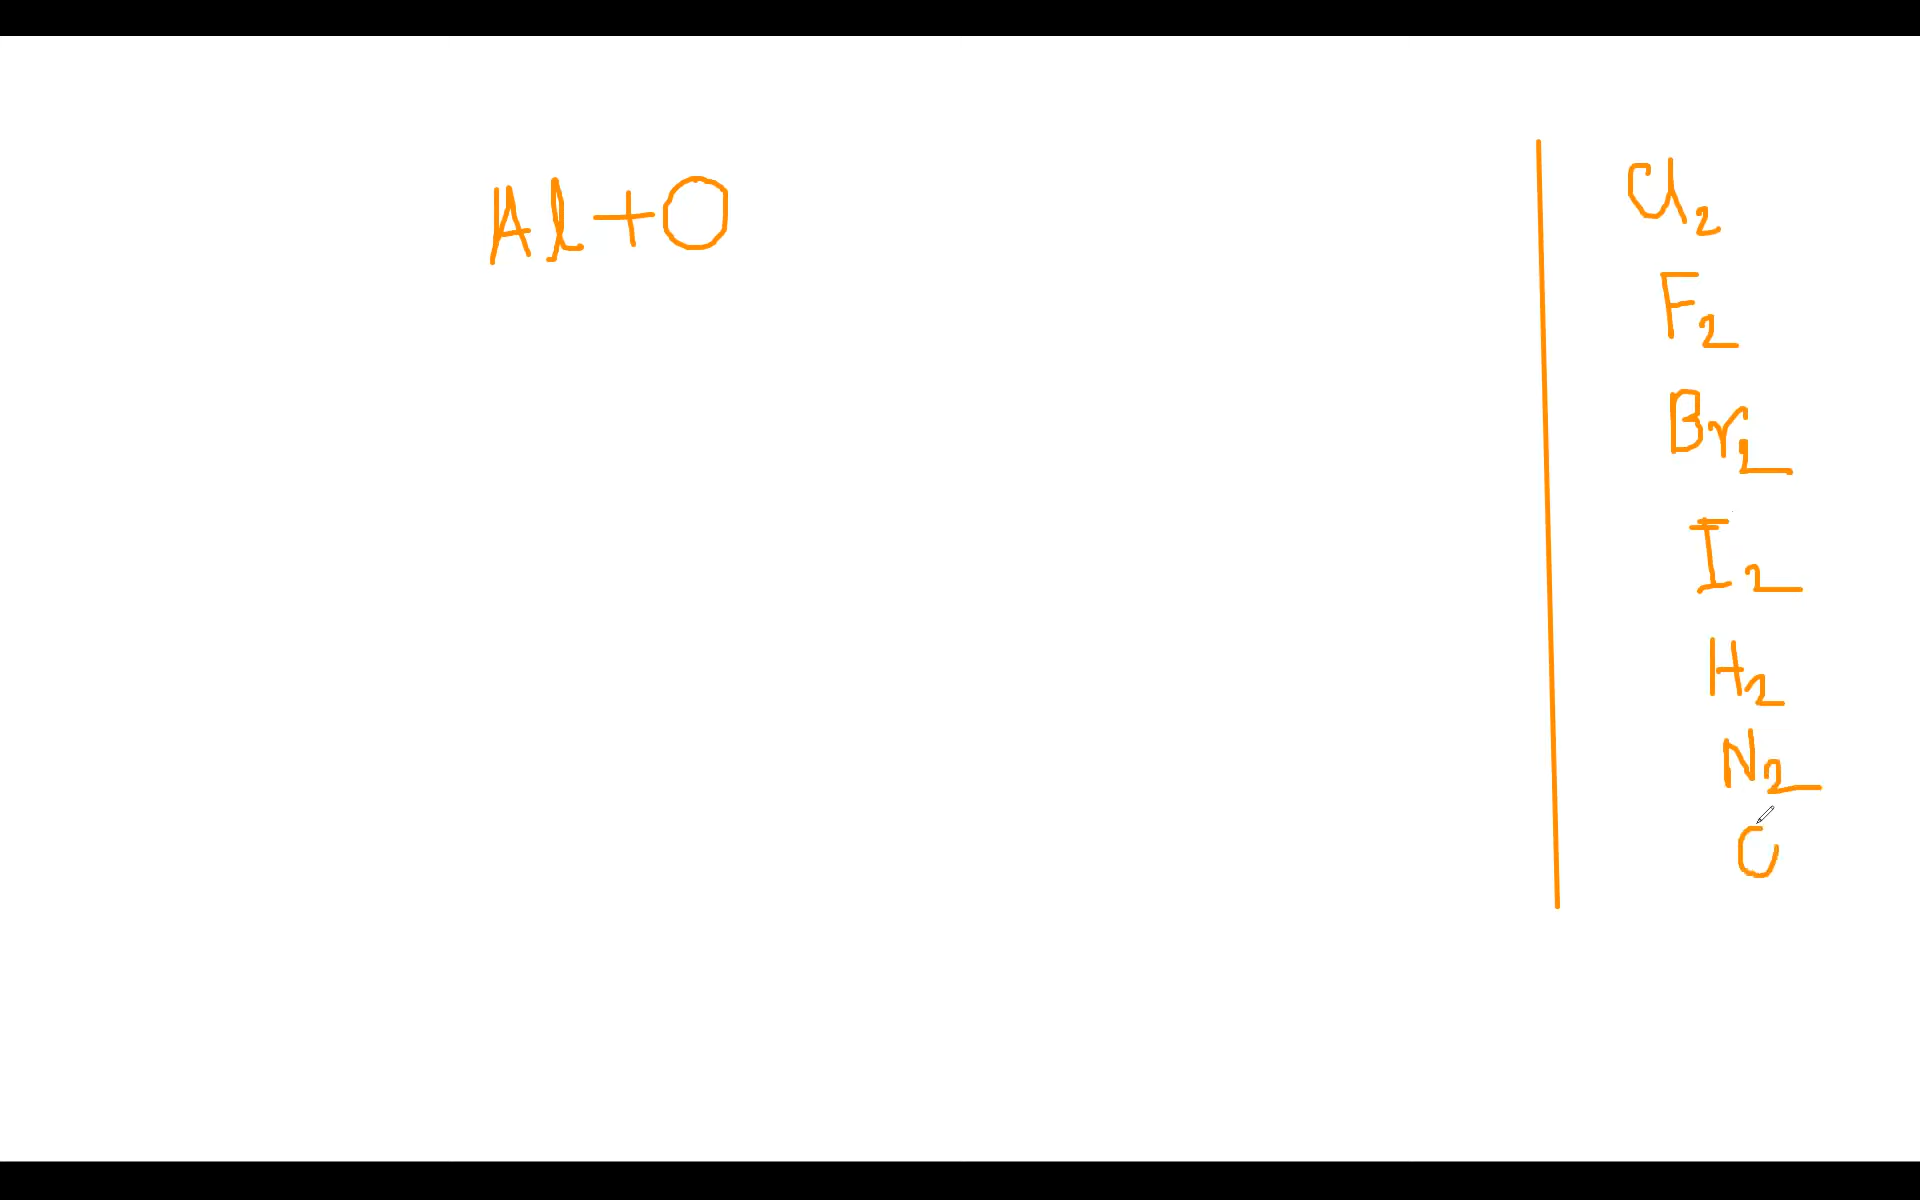 Al + O
Cl₂
F₂
Br₂
I₂
H₂
N₂